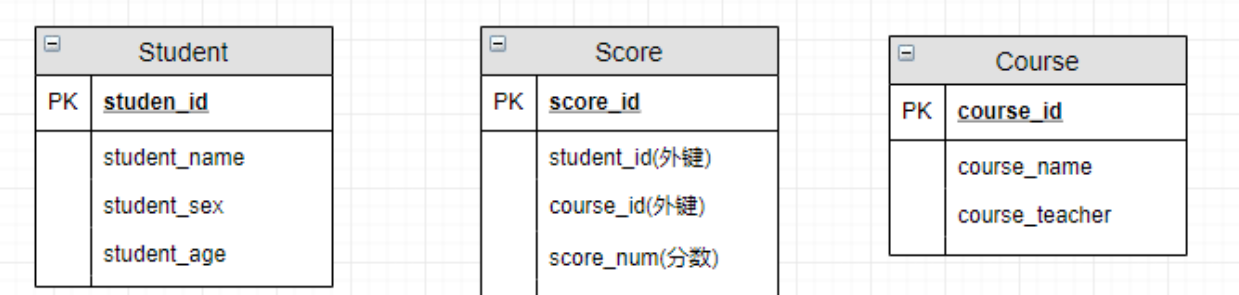 Student
PK studen_id
student_name
student_sex
student_age
Score
PK score_id
student_id(外键)
course_id(外键)
score_num(分数)
Course
PK course_id
course_name
course_teacher